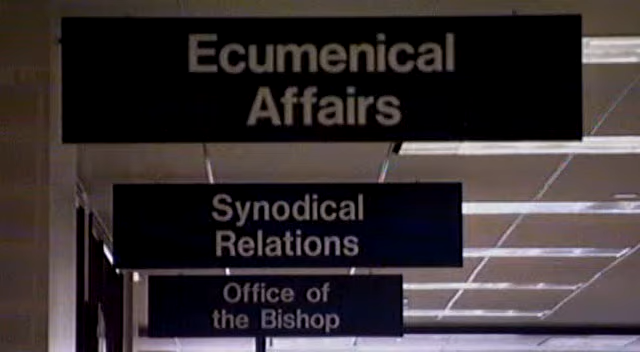 Ecumenical
Affairs
Synodical
Relations
Office of
the Bishop